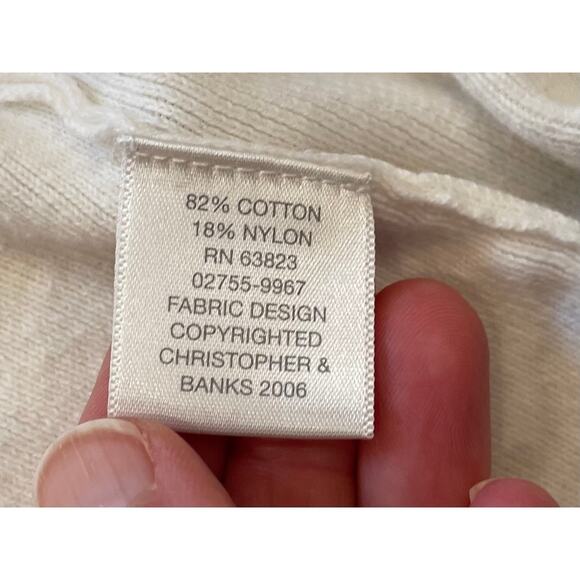 82% COTTON
18% NYLON
RN 63823
02755-9967
FABRIC DESIGN
COPYRIGHTED
CHRISTOPHER &
BANKS 2006